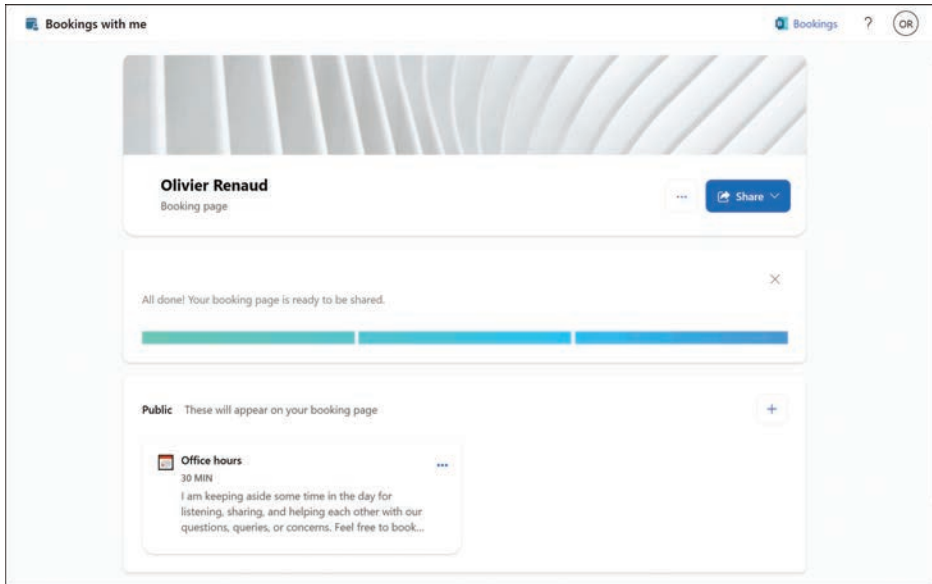 Bookings with me
Bookings ? OR
Olivier Renaud
Booking page
... Share
All done! Your booking page is ready to be shared.
Public These will appear on your booking page
+
Office hours
...
30 MIN
I am keeping aside some time in the day for
listening, sharing, and helping each other with our
questions, queries, or concerns. Feel free to book...